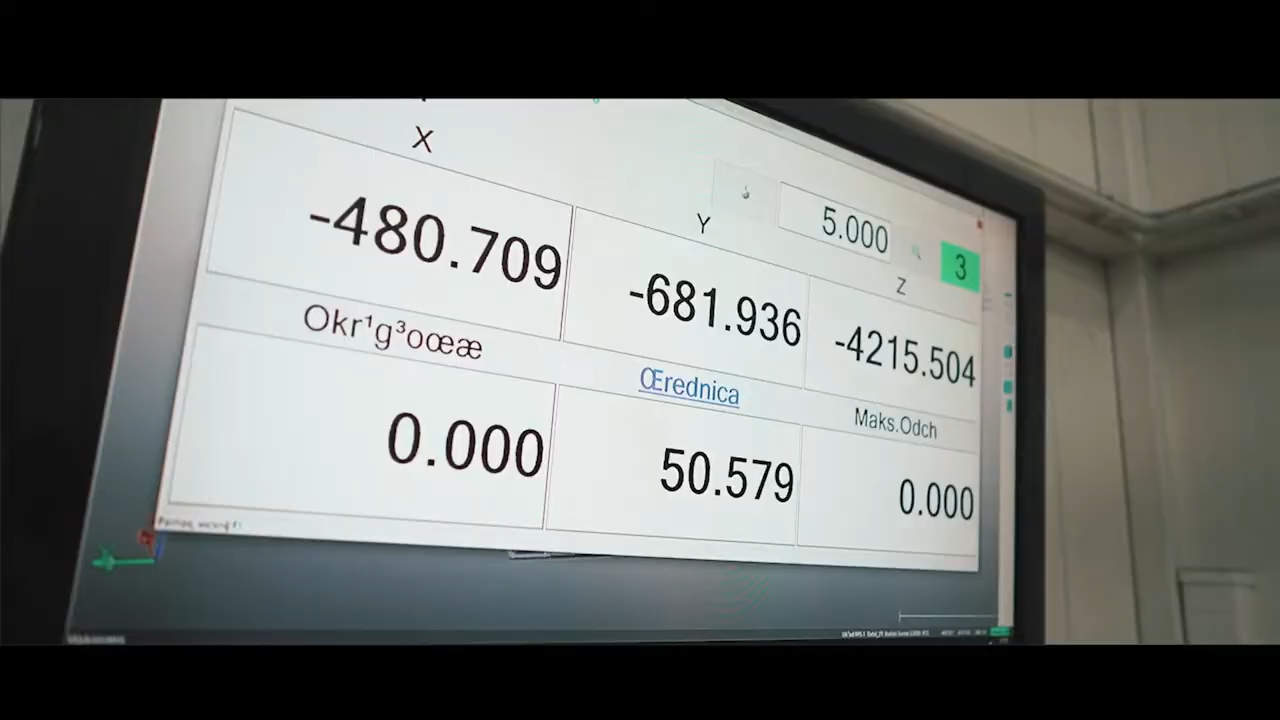 X
Y
5.000
3
Z
-480.709
-681.936
-4215.504
Okr¹g³oœæ
Œrednica
Maks.Odch
0.000
50.579
0.000